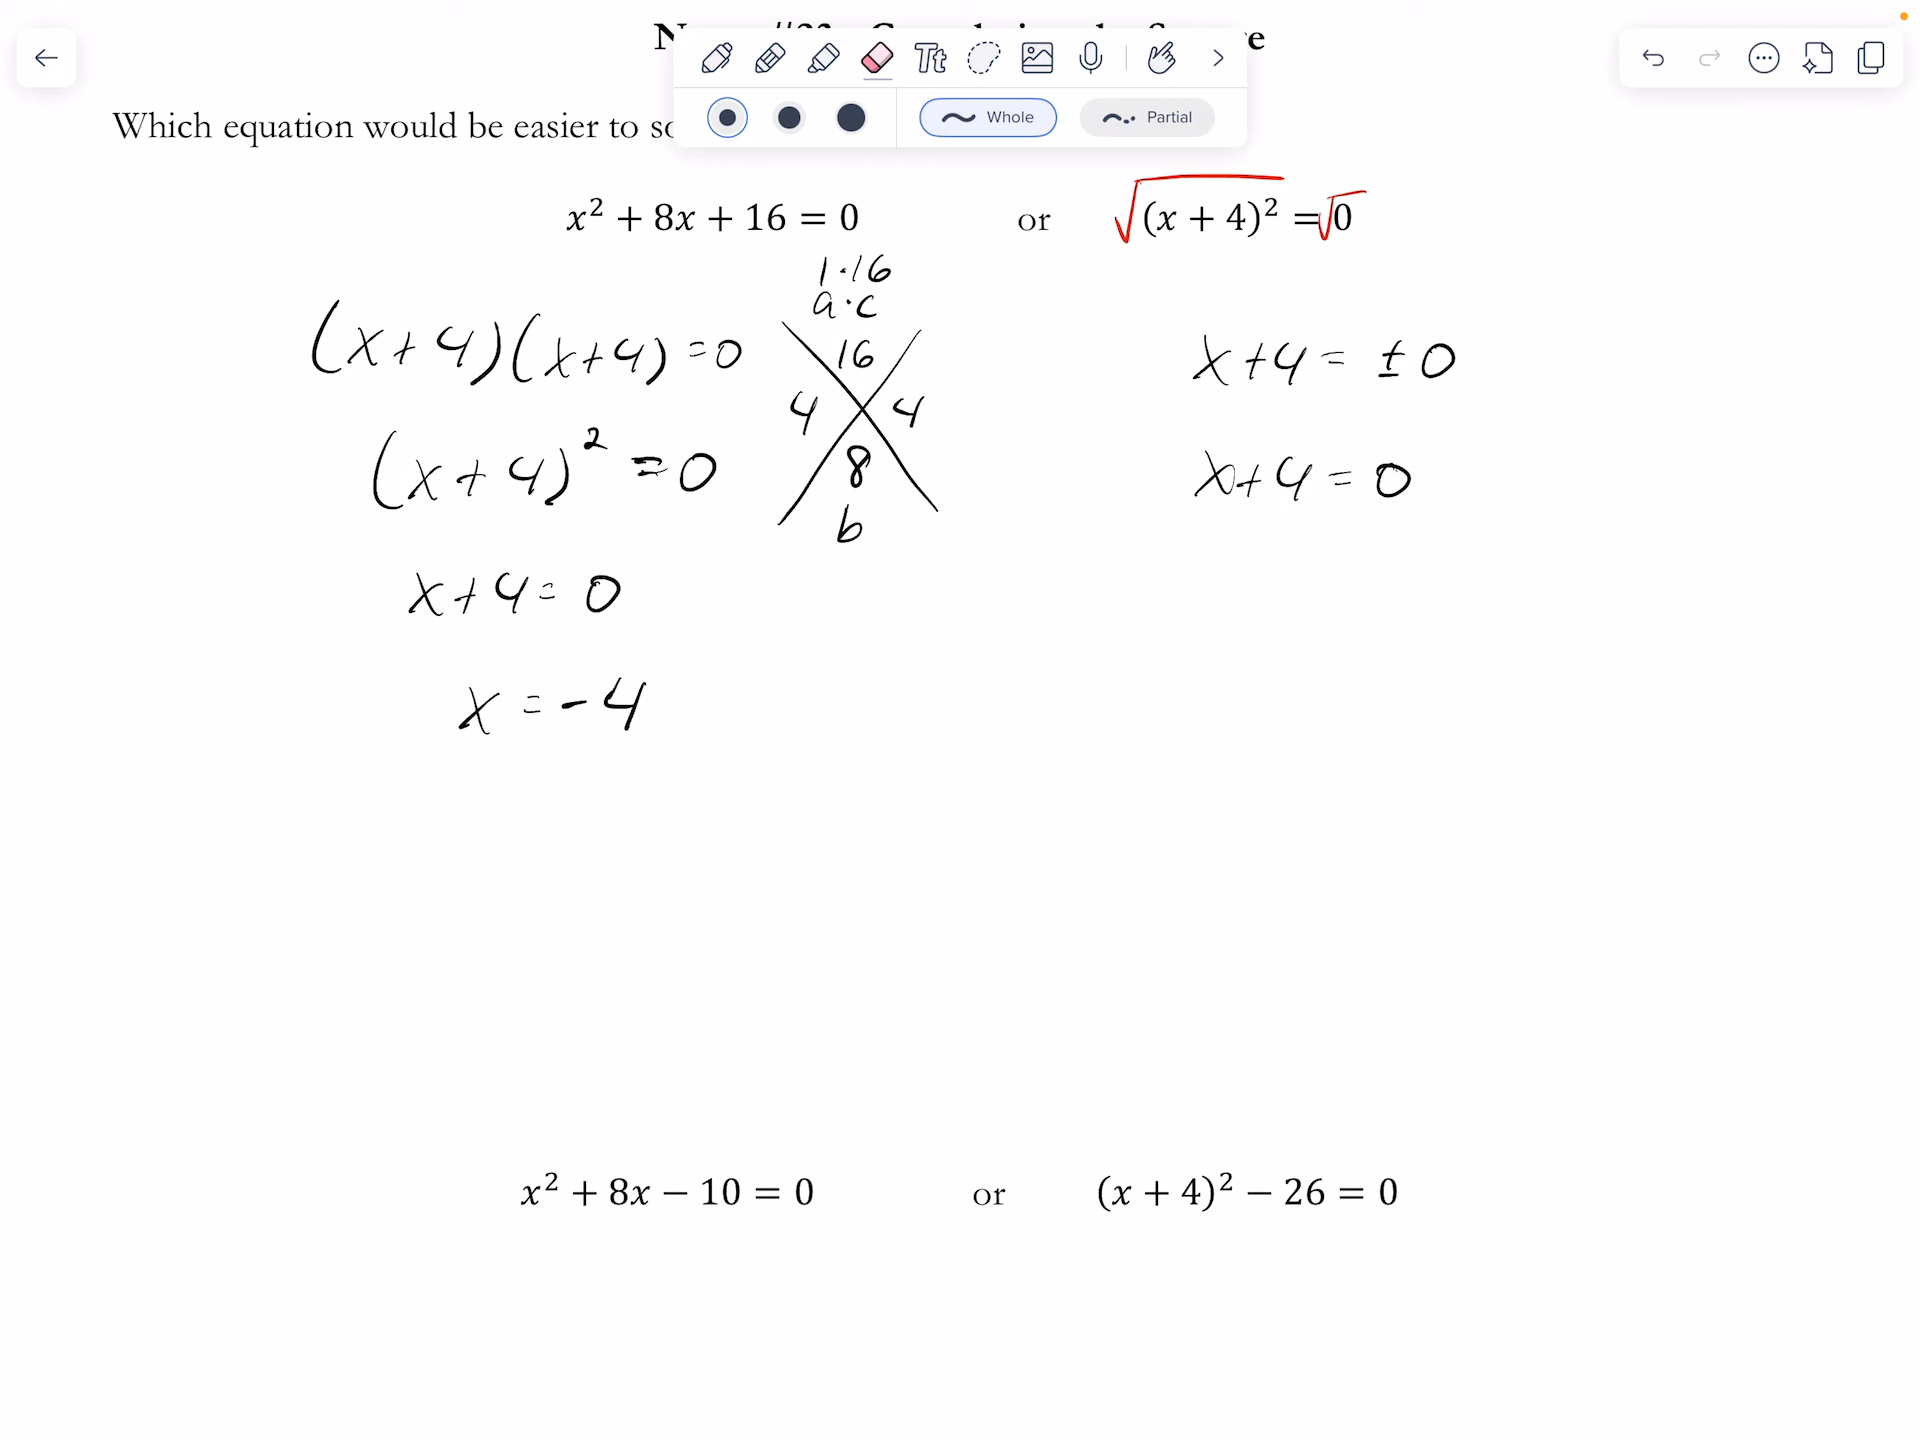 Tt
Whole Partial
Which equation would be easier to
x² + 8x + 16 = 0 or √(x + 4)² = √0
1·16
a·c
(x+4)(x+4) = 0 16 x+4 = ±0
4 4
(x+4)² = 0 8 x+4 = 0
b
x+4 = 0
x = -4
x² + 8x − 10 = 0 or (x + 4)² − 26 = 0